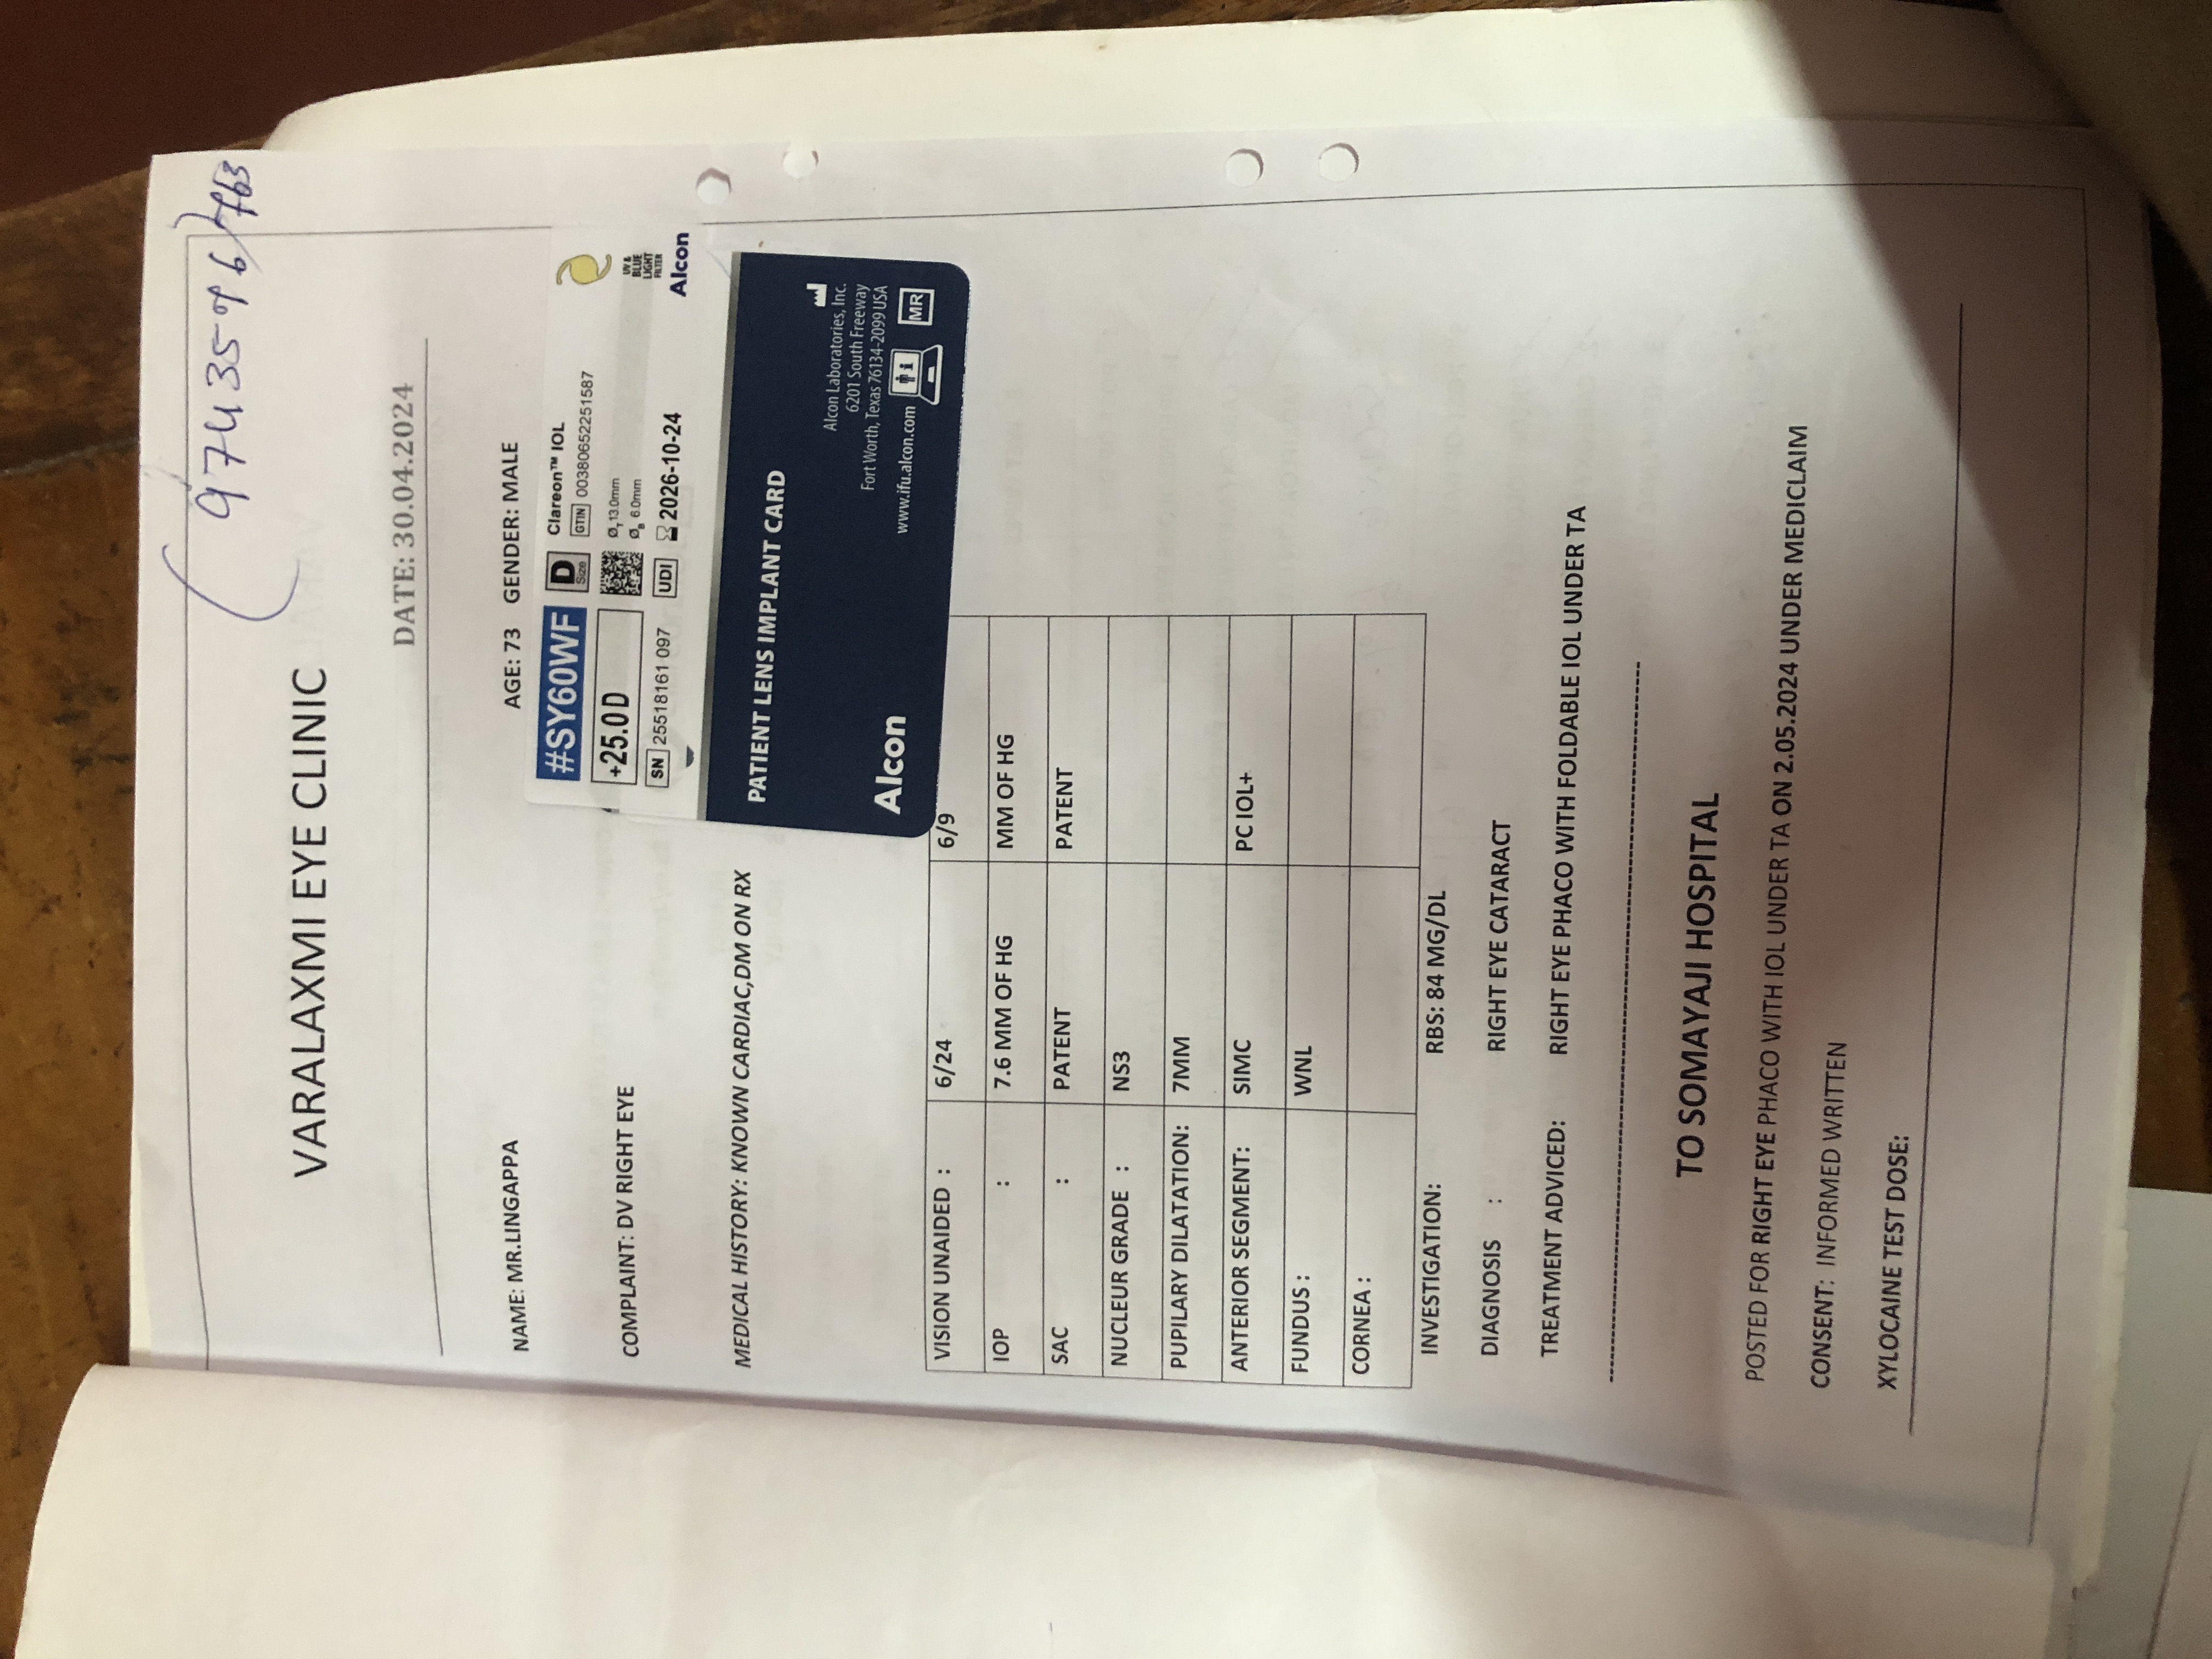 VARALAXMI EYE CLINIC
DATE: 30.04.2024
NAME: MR.LINGAPPA AGE: 73 GENDER: MALE
#SY60WF D Size Clareon™ IOL
GTIN 00380652251587
+25.0 D
Ø T 13.0mm
Ø B 6.0mm
SN 25518161 097 UDI 2026-10-24
UV &
BLUE
LIGHT
FILTER
Alcon
COMPLAINT: DV RIGHT EYE
MEDICAL HISTORY: KNOWN CARDIAC,DM ON RX
PATIENT LENS IMPLANT CARD
Alcon Laboratories, Inc.
6201 South Freeway
Fort Worth, Texas 76134-2099 USA
Alcon www.ifu.alcon.com MR
VISION UNAIDED : 6/24 6/9
IOP : 7.6 MM OF HG MM OF HG
SAC : PATENT PATENT
NUCLEUR GRADE : NS3
PUPILARY DILATATION: 7MM
ANTERIOR SEGMENT: SIMC PC IOL+
FUNDUS : WNL
CORNEA :
INVESTIGATION: RBS: 84 MG/DL
DIAGNOSIS : RIGHT EYE CATARACT
TREATMENT ADVICED: RIGHT EYE PHACO WITH FOLDABLE IOL UNDER TA
TO SOMAYAJI HOSPITAL
POSTED FOR RIGHT EYE PHACO WITH IOL UNDER TA ON 2.05.2024 UNDER MEDICLAIM
CONSENT: INFORMED WRITTEN
XYLOCAINE TEST DOSE: